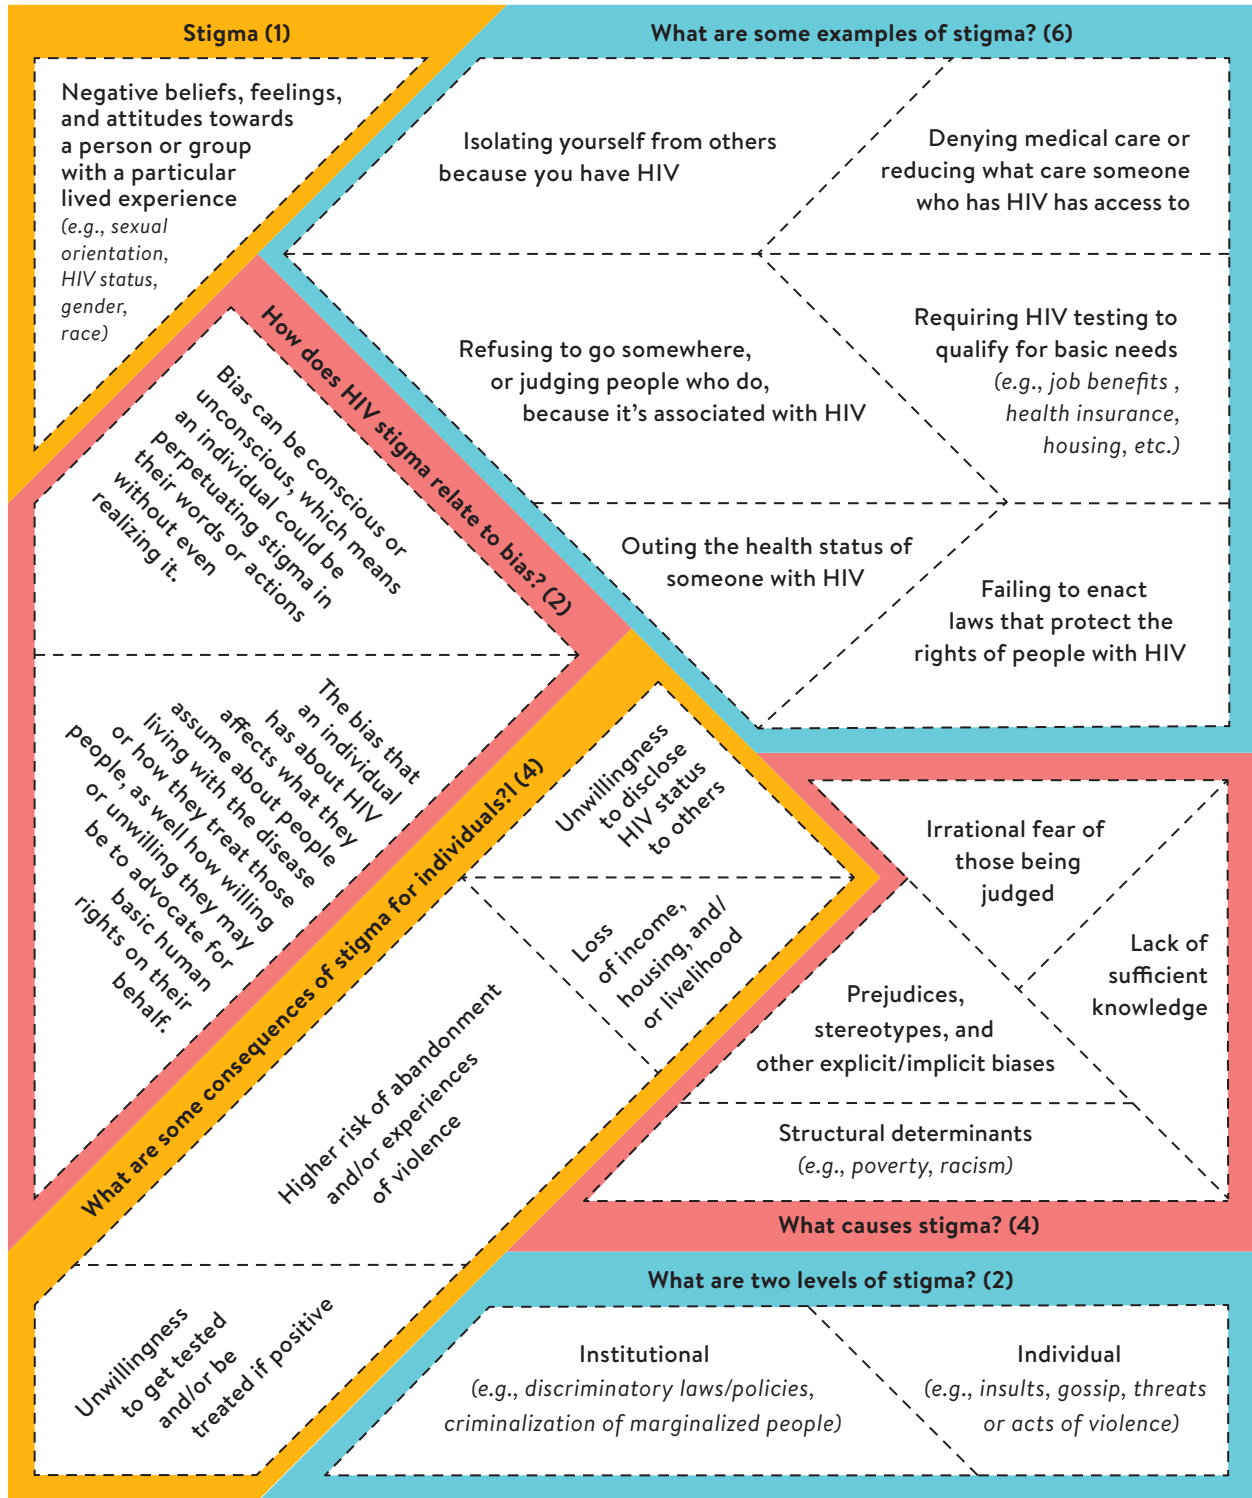 Stigma (1)
Negative beliefs, feelings,
and attitudes towards
a person or group
with a particular
lived experience
(e.g., sexual
orientation,
HIV status,
gender,
race)
What are some examples of stigma? (6)
Isolating yourself from others
because you have HIV
Denying medical care or
reducing what care someone
who has HIV has access to
Refusing to go somewhere,
or judging people who do,
because it’s associated with HIV
Requiring HIV testing to
qualify for basic needs
(e.g., job benefits ,
health insurance,
housing, etc.)
Outing the health status of
someone with HIV
Failing to enact
laws that protect the
rights of people with HIV
How does HIV stigma relate to bias? (2)
Bias can be conscious or
unconscious, which means
an individual could be
perpetuating stigma in
their words or actions
without even
realizing it.
The bias that
an individual
has about HIV
affects what they
assume about people
living with the disease
or how they treat those
people, as well how willing
or unwilling they may
be to advocate for
basic human
rights on their
behalf.
What are some consequences of stigma for individuals?l (4)
Unwillingness
to disclose
HIV status
to others
Loss
of income,
housing, and/
or livelihood
Higher risk of abandonment
and/or experiences
of violence
Unwillingness
to get tested
and/or be
treated if positive
Irrational fear of
those being
judged
Lack of
sufficient
knowledge
Prejudices,
stereotypes, and
other explicit/implicit biases
Structural determinants
(e.g., poverty, racism)
What causes stigma? (4)
What are two levels of stigma? (2)
Institutional
(e.g., discriminatory laws/policies,
criminalization of marginalized people)
Individual
(e.g., insults, gossip, threats
or acts of violence)